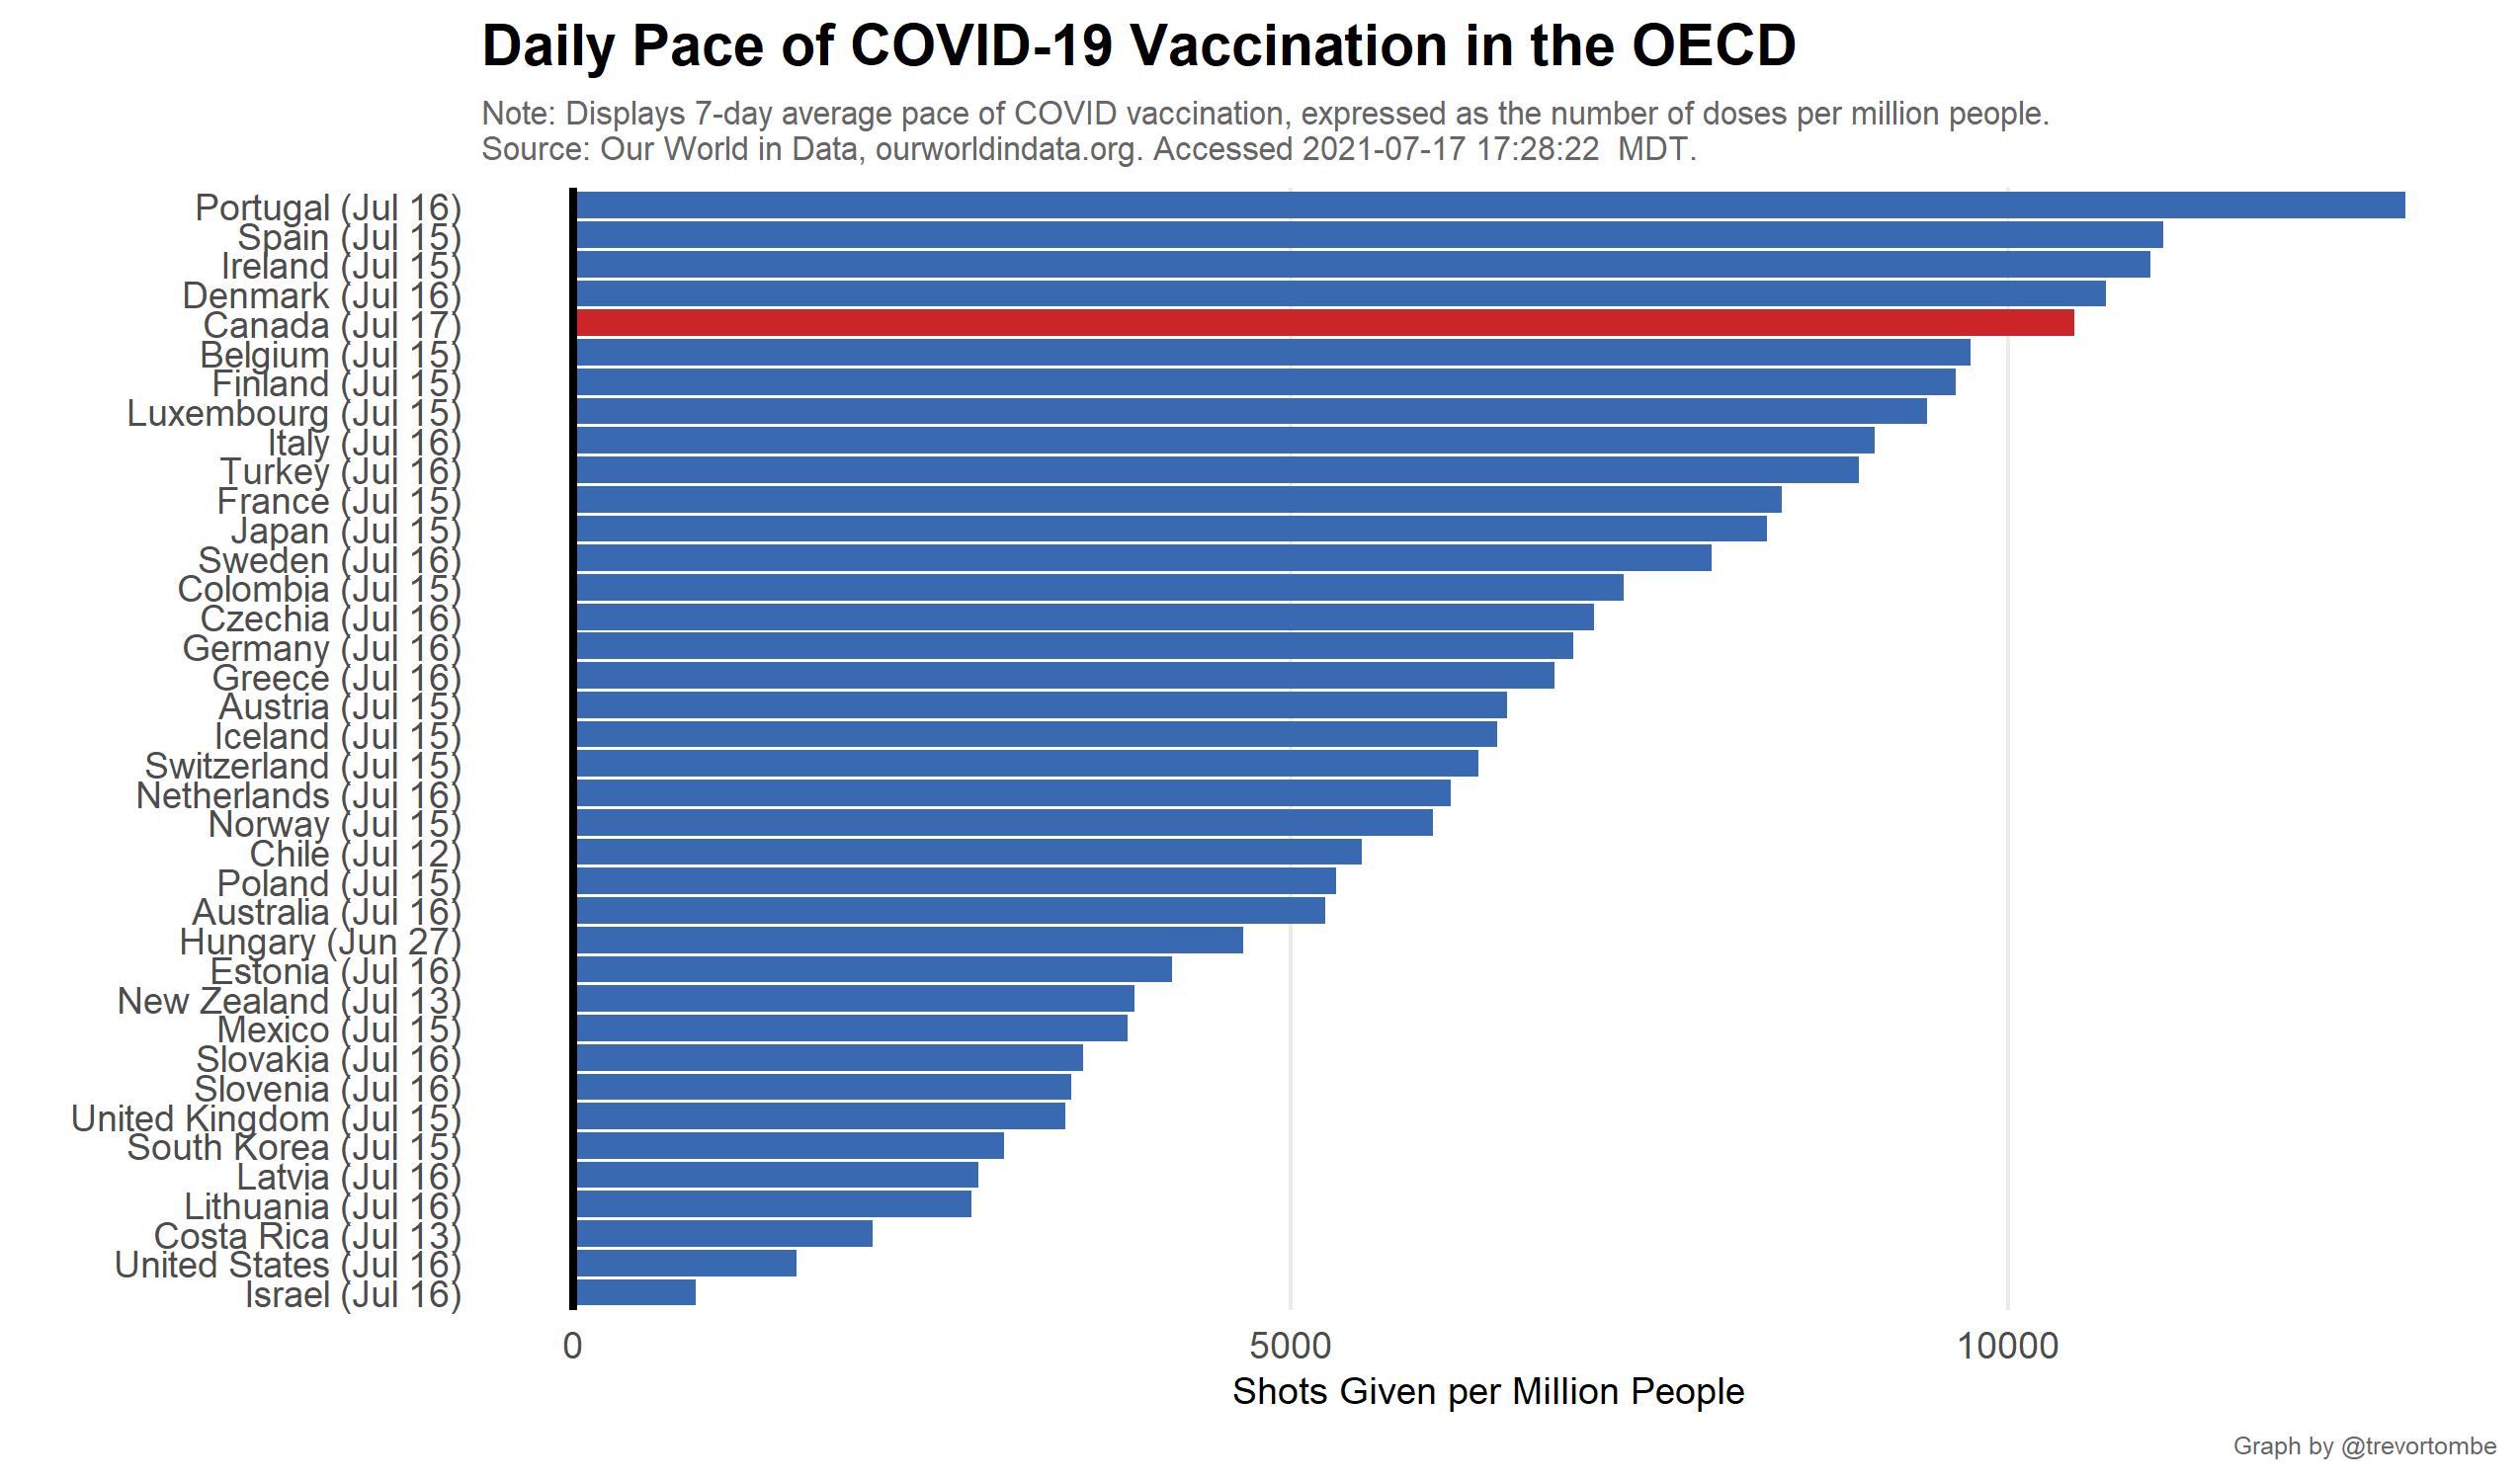 Daily Pace of COVID-19 Vaccination in the OECD
Note: Displays 7-day average pace of COVID vaccination, expressed as the number of doses per million people.
Source: Our World in Data, ourworldindata.org. Accessed 2021-07-17 17:28:22  MDT.
Portugal (Jul 16)
Spain (Jul 15)
Ireland (Jul 15)
Denmark (Jul 16)
Canada (Jul 17)
Belgium (Jul 15)
Finland (Jul 15)
Luxembourg (Jul 15)
Italy (Jul 16)
Turkey (Jul 16)
France (Jul 15)
Japan (Jul 15)
Sweden (Jul 16)
Colombia (Jul 15)
Czechia (Jul 16)
Germany (Jul 16)
Greece (Jul 16)
Austria (Jul 15)
Iceland (Jul 15)
Switzerland (Jul 15)
Netherlands (Jul 16)
Norway (Jul 15)
Chile (Jul 12)
Poland (Jul 15)
Australia (Jul 16)
Hungary (Jun 27)
Estonia (Jul 16)
New Zealand (Jul 13)
Mexico (Jul 15)
Slovakia (Jul 16)
Slovenia (Jul 16)
United Kingdom (Jul 15)
South Korea (Jul 15)
Latvia (Jul 16)
Lithuania (Jul 16)
Costa Rica (Jul 13)
United States (Jul 16)
Israel (Jul 16)
0 5000 10000
Shots Given per Million People
Graph by @trevortombe